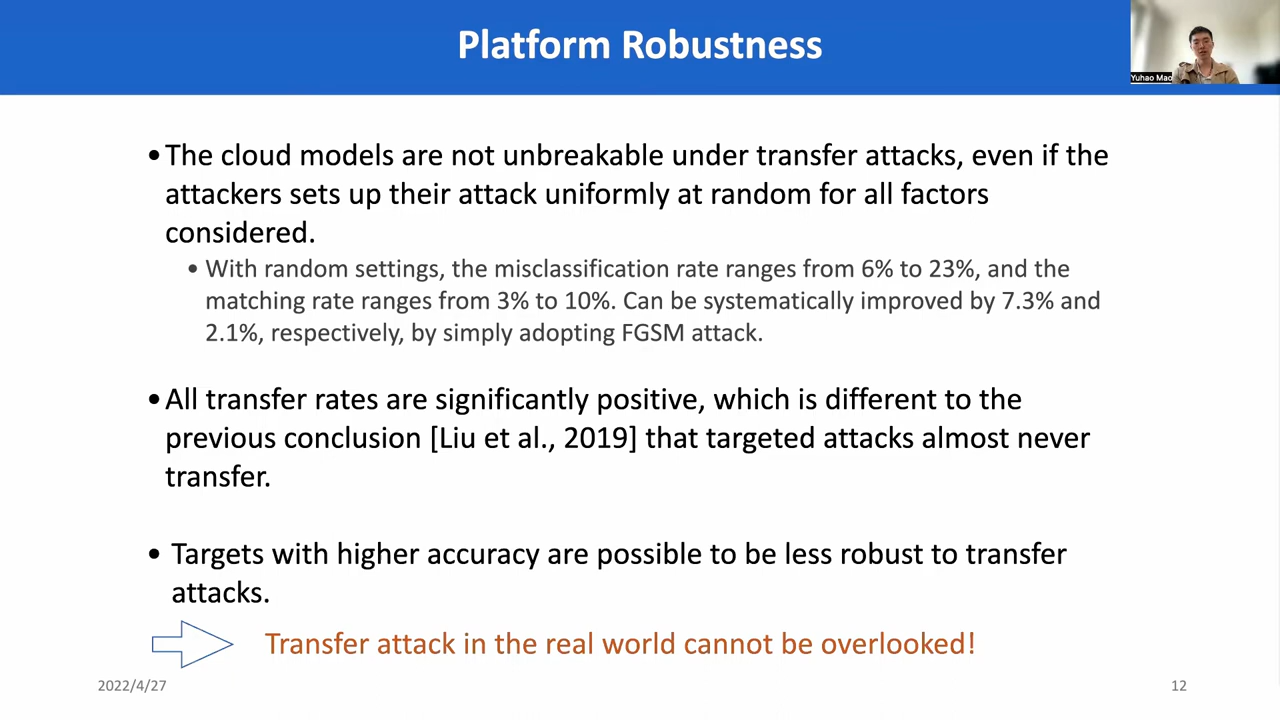 Platform Robustness
Yuhao Mao
•The cloud models are not unbreakable under transfer attacks, even if the
attackers sets up their attack uniformly at random for all factors
considered.
• With random settings, the misclassification rate ranges from 6% to 23%, and the
matching rate ranges from 3% to 10%. Can be systematically improved by 7.3% and
2.1%, respectively, by simply adopting FGSM attack.
•All transfer rates are significantly positive, which is different to the
previous conclusion [Liu et al., 2019] that targeted attacks almost never
transfer.
• Targets with higher accuracy are possible to be less robust to transfer
attacks.
Transfer attack in the real world cannot be overlooked!
2022/4/27
12